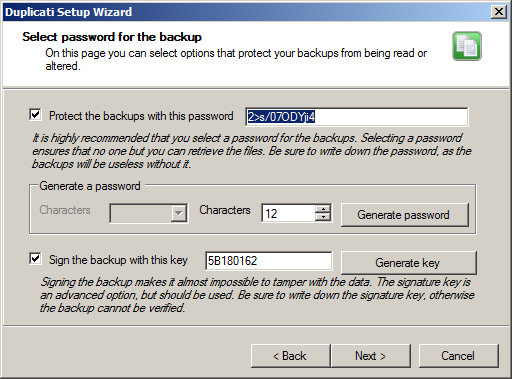 Duplicati Setup Wizard
Select password for the backup
On this page you can select options that protect your backups from being read or
altered.
Protect the backups with this password 2>s/07ODYji4
It is highly recommended that you select a password for the backups. Selecting a password
ensures that no one but you can retrieve the files. Be sure to write down the password, as the
backups will be useless without it.
Generate a password
Characters Characters 12 Generate password
Sign the backup with this key 5B180162 Generate key
Signing the backup makes it almost impossible to tamper with the data. The signature key is
an advanced option, but should be used. Be sure to write down the signature key, otherwise
the backup cannot be verified.
< Back Next > Cancel